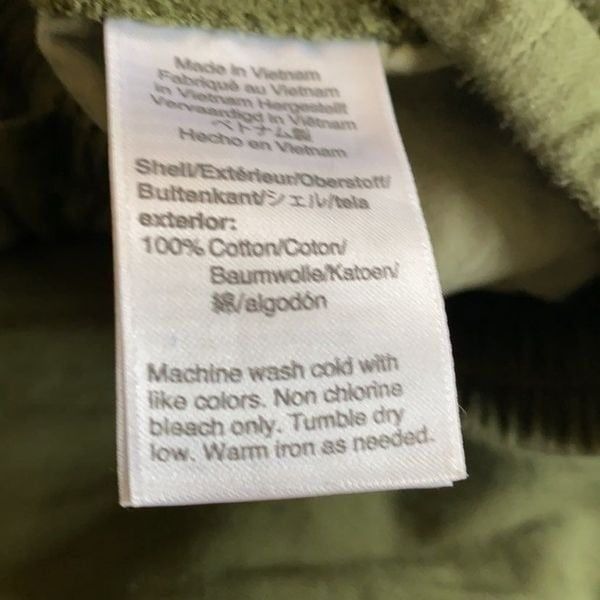 Made in Vietnam
Fabriqué au Vietnam
In Vietnam Hergestellt
Vervaardigd in Viëtnam
ベトナム製
Hecho en Vietnam
Shell/Extérieur/Oberstoff/
Buitenkant/シェル/tela
exterior:
100% Cotton/Coton/
Baumwolle/Katoen/
綿/algodón
Machine wash cold with
like colors. Non chlorine
bleach only. Tumble dry
low. Warm iron as needed.